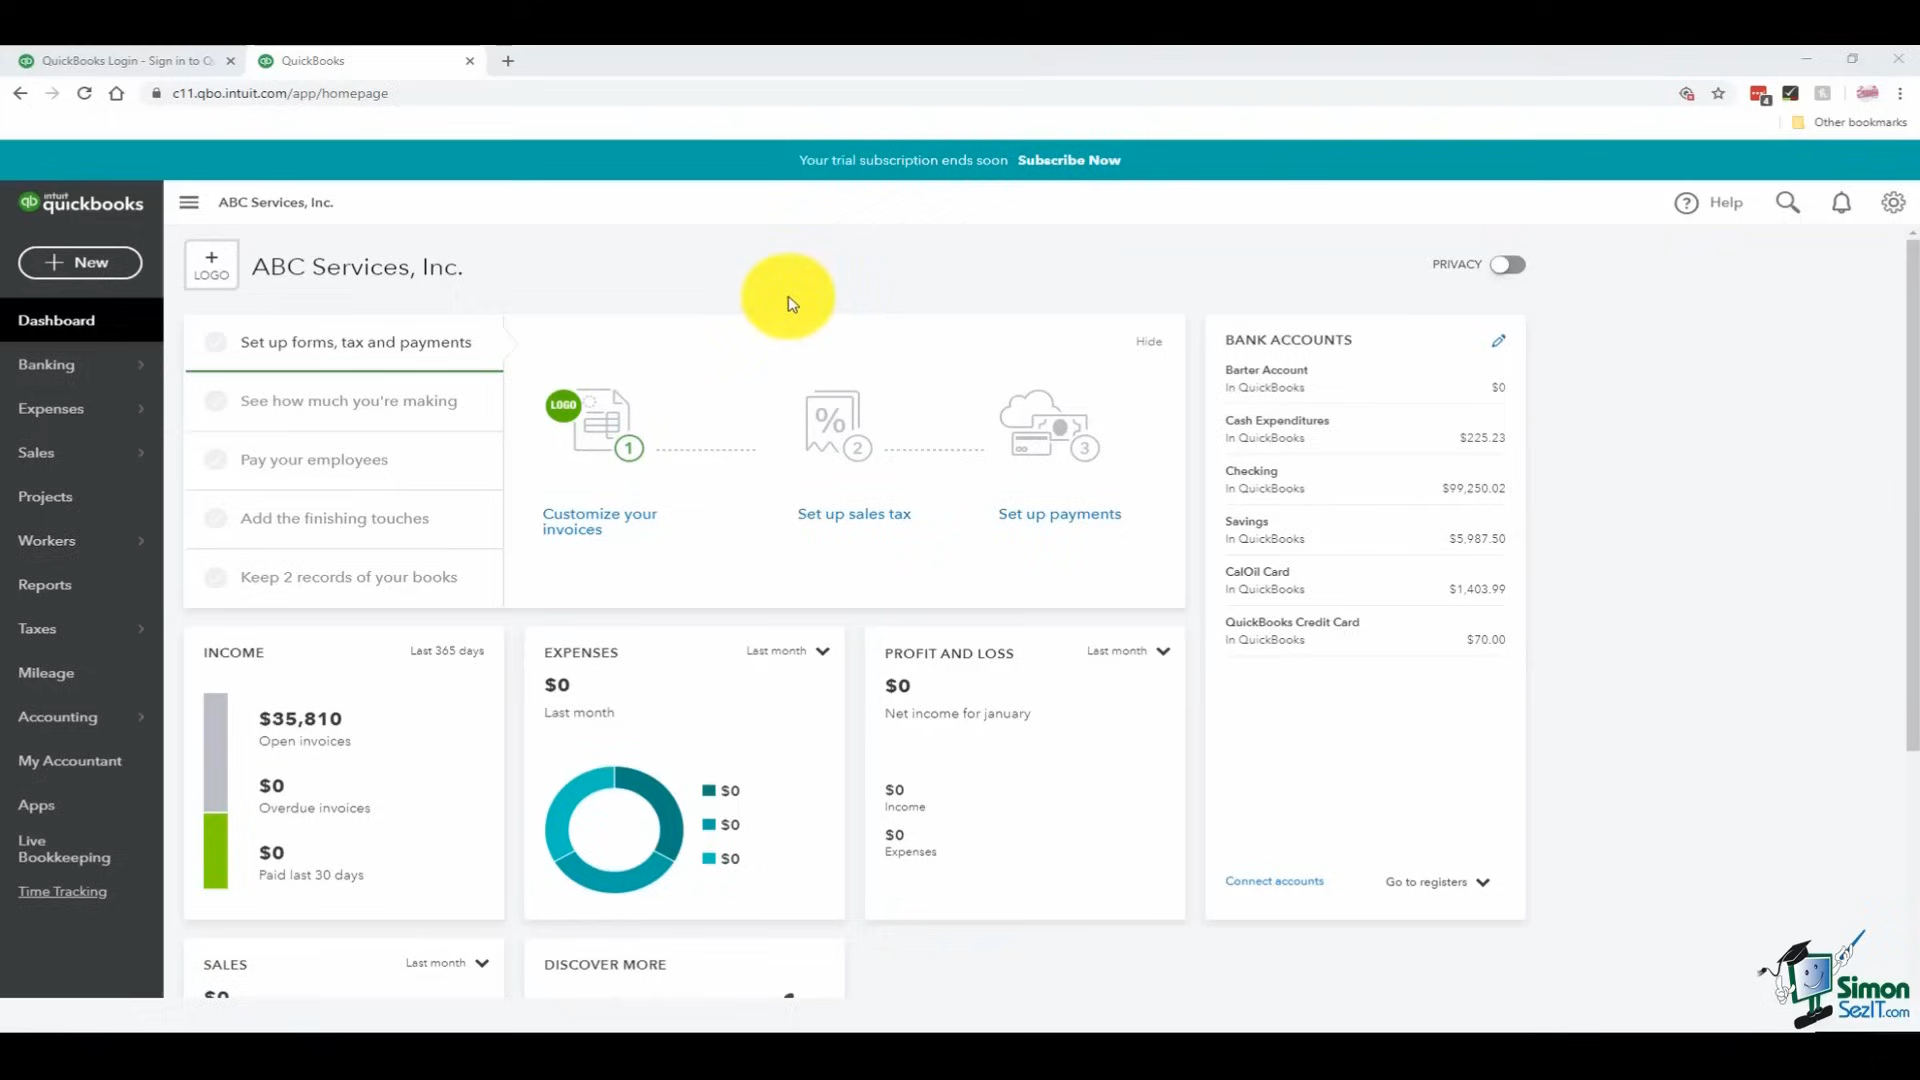 QuickBooks Login - Sign in to Q
QuickBooks
c11.qbo.intuit.com/app/homepage
4
Other bookmarks
Your trial subscription ends soon Subscribe Now
intuit
qb quickbooks
ABC Services, Inc.
? Help
+ New
+
LOGO
ABC Services, Inc.
PRIVACY
Dashboard
Banking
Expenses
Sales
Projects
Workers
Reports
Taxes
Mileage
Accounting
My Accountant
Apps
Live
Bookkeeping
Time Tracking
Set up forms, tax and payments
See how much you're making
Pay your employees
Add the finishing touches
Keep 2 records of your books
Hide
LOGO
1
%
2
3
Customize your
invoices
Set up sales tax
Set up payments
BANK ACCOUNTS
Barter Account
In QuickBooks $0
Cash Expenditures
In QuickBooks $225.23
Checking
In QuickBooks $99,250.02
Savings
In QuickBooks $5,987.50
CalOil Card
In QuickBooks $1,403.99
QuickBooks Credit Card
In QuickBooks $70.00
Connect accounts Go to registers
INCOME Last 365 days
$35,810
Open invoices
$0
Overdue invoices
$0
Paid last 30 days
EXPENSES Last month
$0
Last month
$0
$0
$0
PROFIT AND LOSS Last month
$0
Net income for january
$0
Income
$0
Expenses
SALES Last month
$0
DISCOVER MORE
Simon
SezIT.com